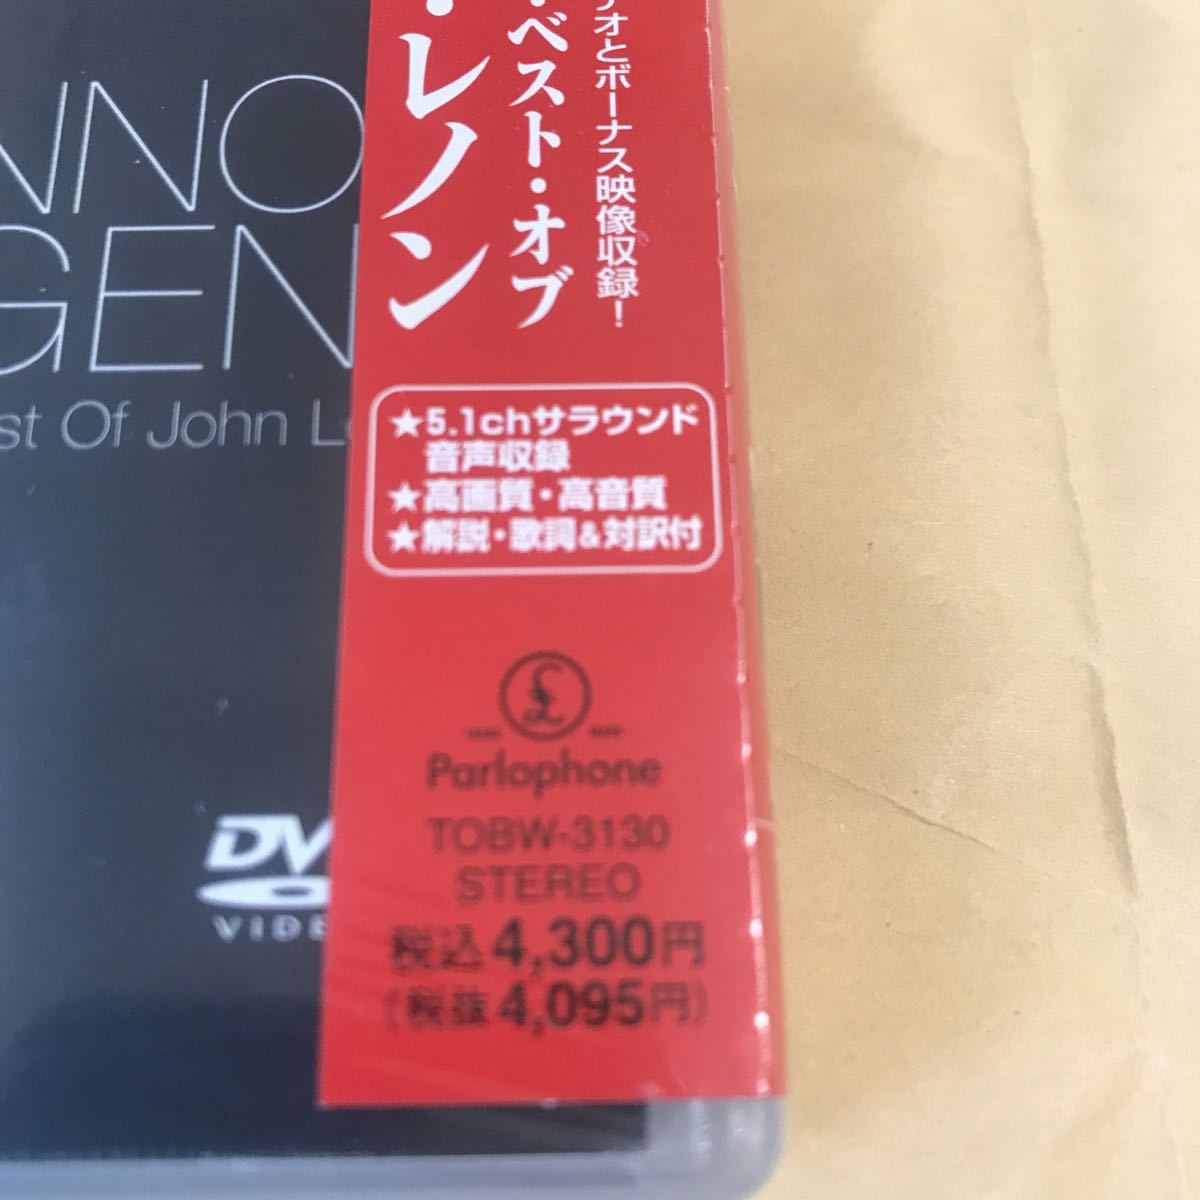 NNO
GEN
st Of John L
DV
VIDE
オとボーナス映像収録!
・ベスト・オブ
・レノン
★5.1chサラウンド
音声収録
★高画質・高音質
★解説・歌詞&対訳付
£
Parlophone
TOBW-3130
STEREO
税込4,300円
(税抜4,095円)